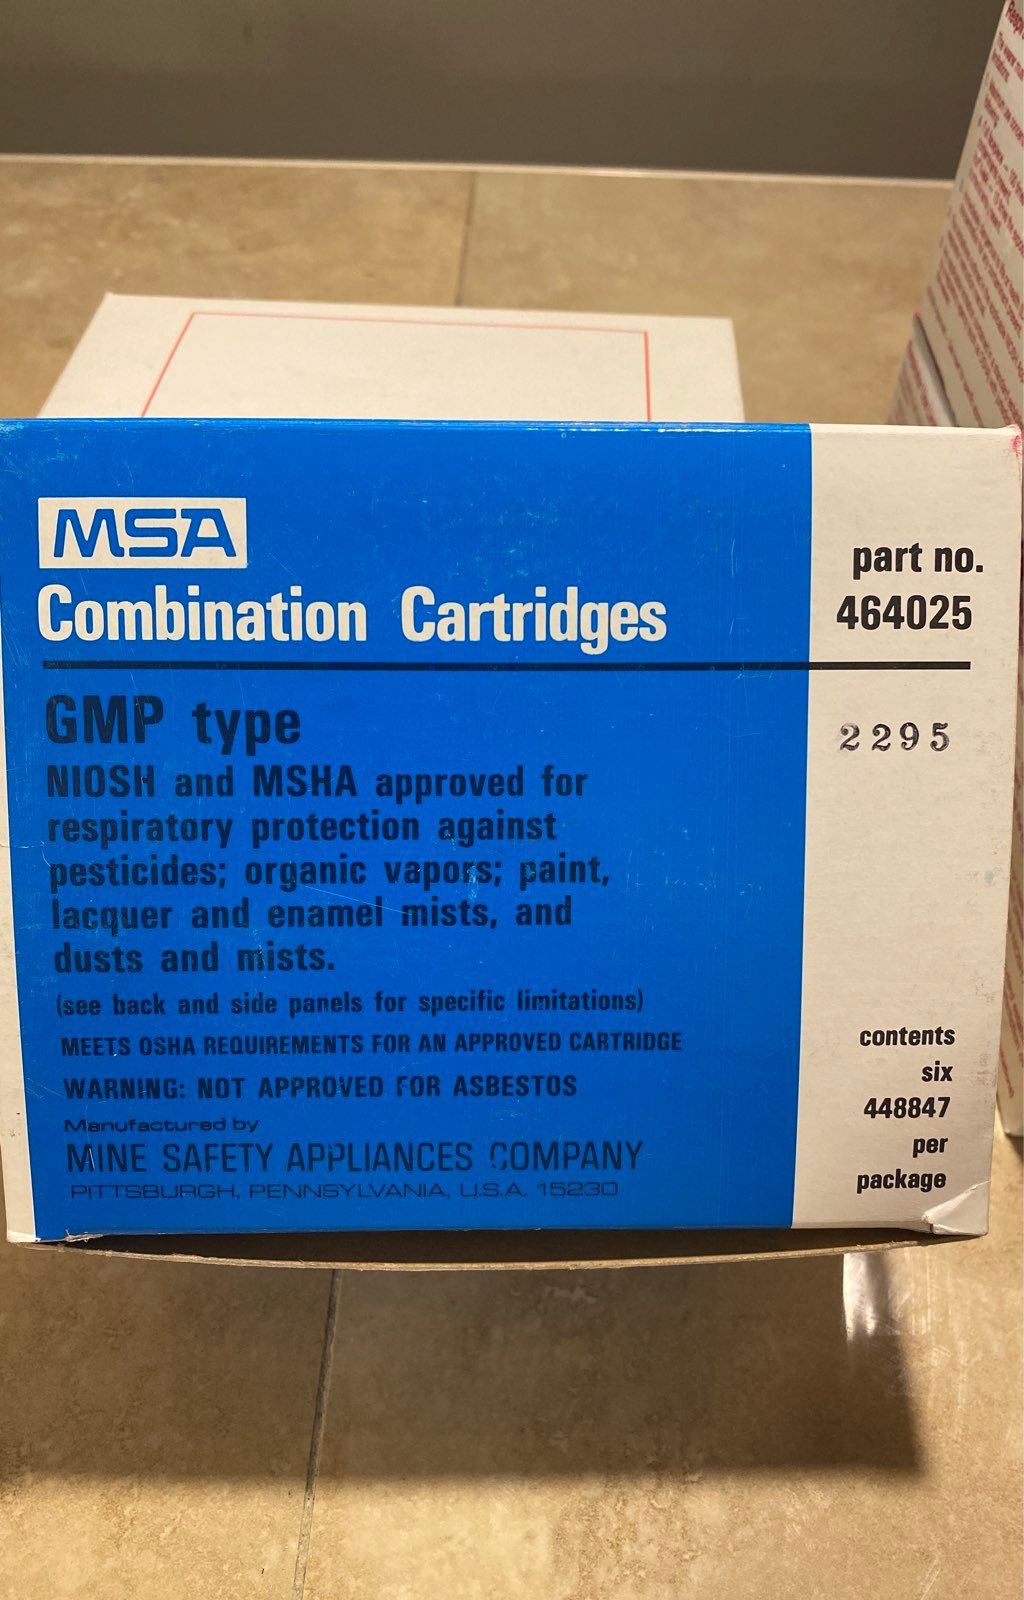 MSA
Combination Cartridges
part no.
464025
GMP type
2295
NIOSH and MSHA approved for
respiratory protection against
pesticides; organic vapors; paint,
lacquer and enamel mists, and
dusts and mists.
(see back and side panels for specific limitations)
MEETS OSHA REQUIREMENTS FOR AN APPROVED CARTRIDGE
WARNING: NOT APPROVED FOR ASBESTOS
Manufactured by
MINE SAFETY APPLIANCES COMPANY
PITTSBURGH, PENNSYLVANIA, U.S.A. 15230
contents
six
448847
per
package